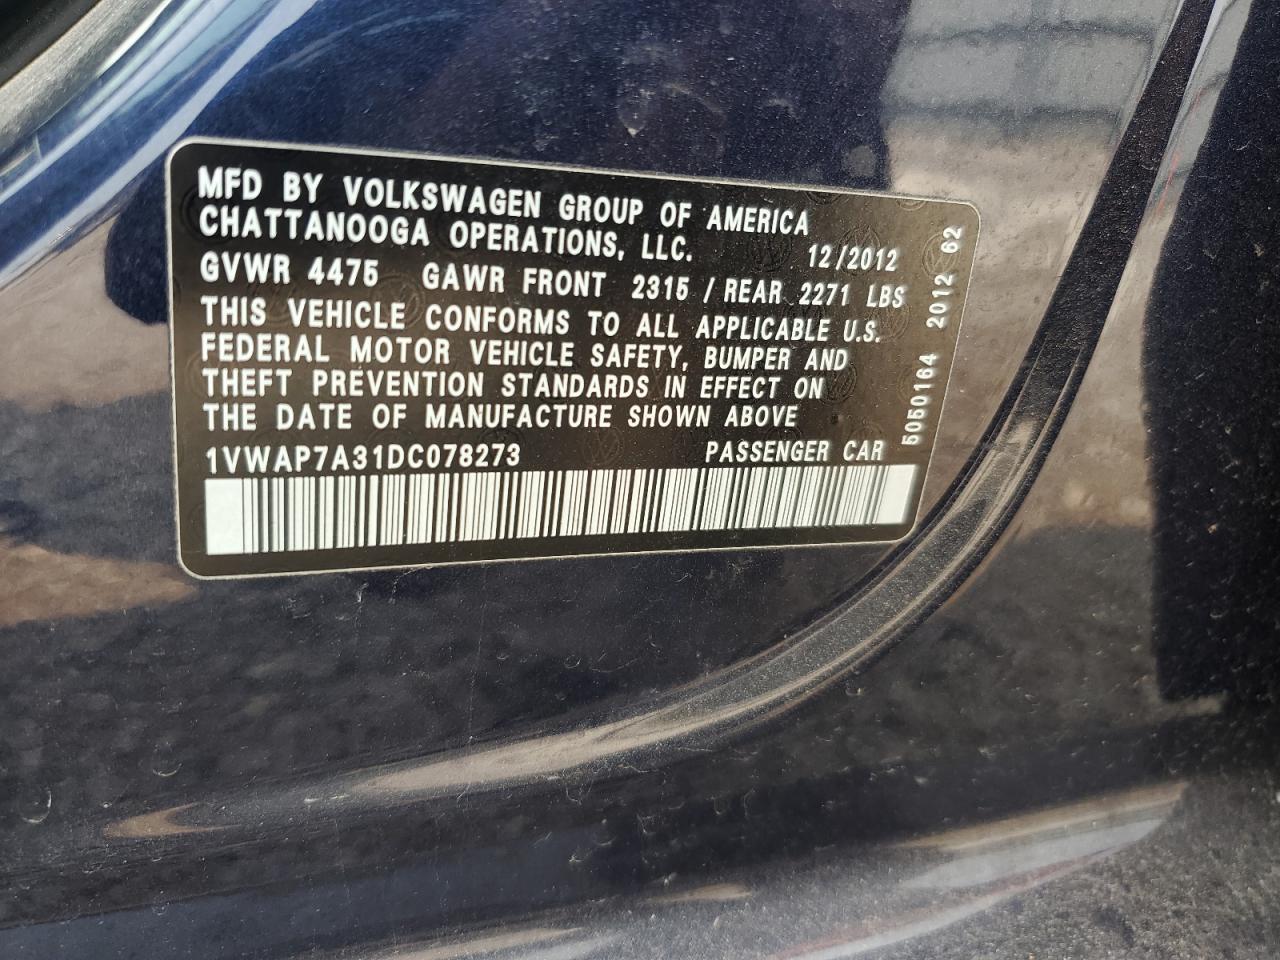 MFD BY VOLKSWAGEN GROUP OF AMERICA
CHATTANOOGA OPERATIONS, LLC. 12/2012
GVWR 4475 GAWR FRONT 2315 / REAR 2271 LBS
THIS VEHICLE CONFORMS TO ALL APPLICABLE U.S.
FEDERAL MOTOR VEHICLE SAFETY, BUMPER AND
THEFT PREVENTION STANDARDS IN EFFECT ON
THE DATE OF MANUFACTURE SHOWN ABOVE
1VWAP7A31DC078273 PASSENGER CAR
5050164 2012 62